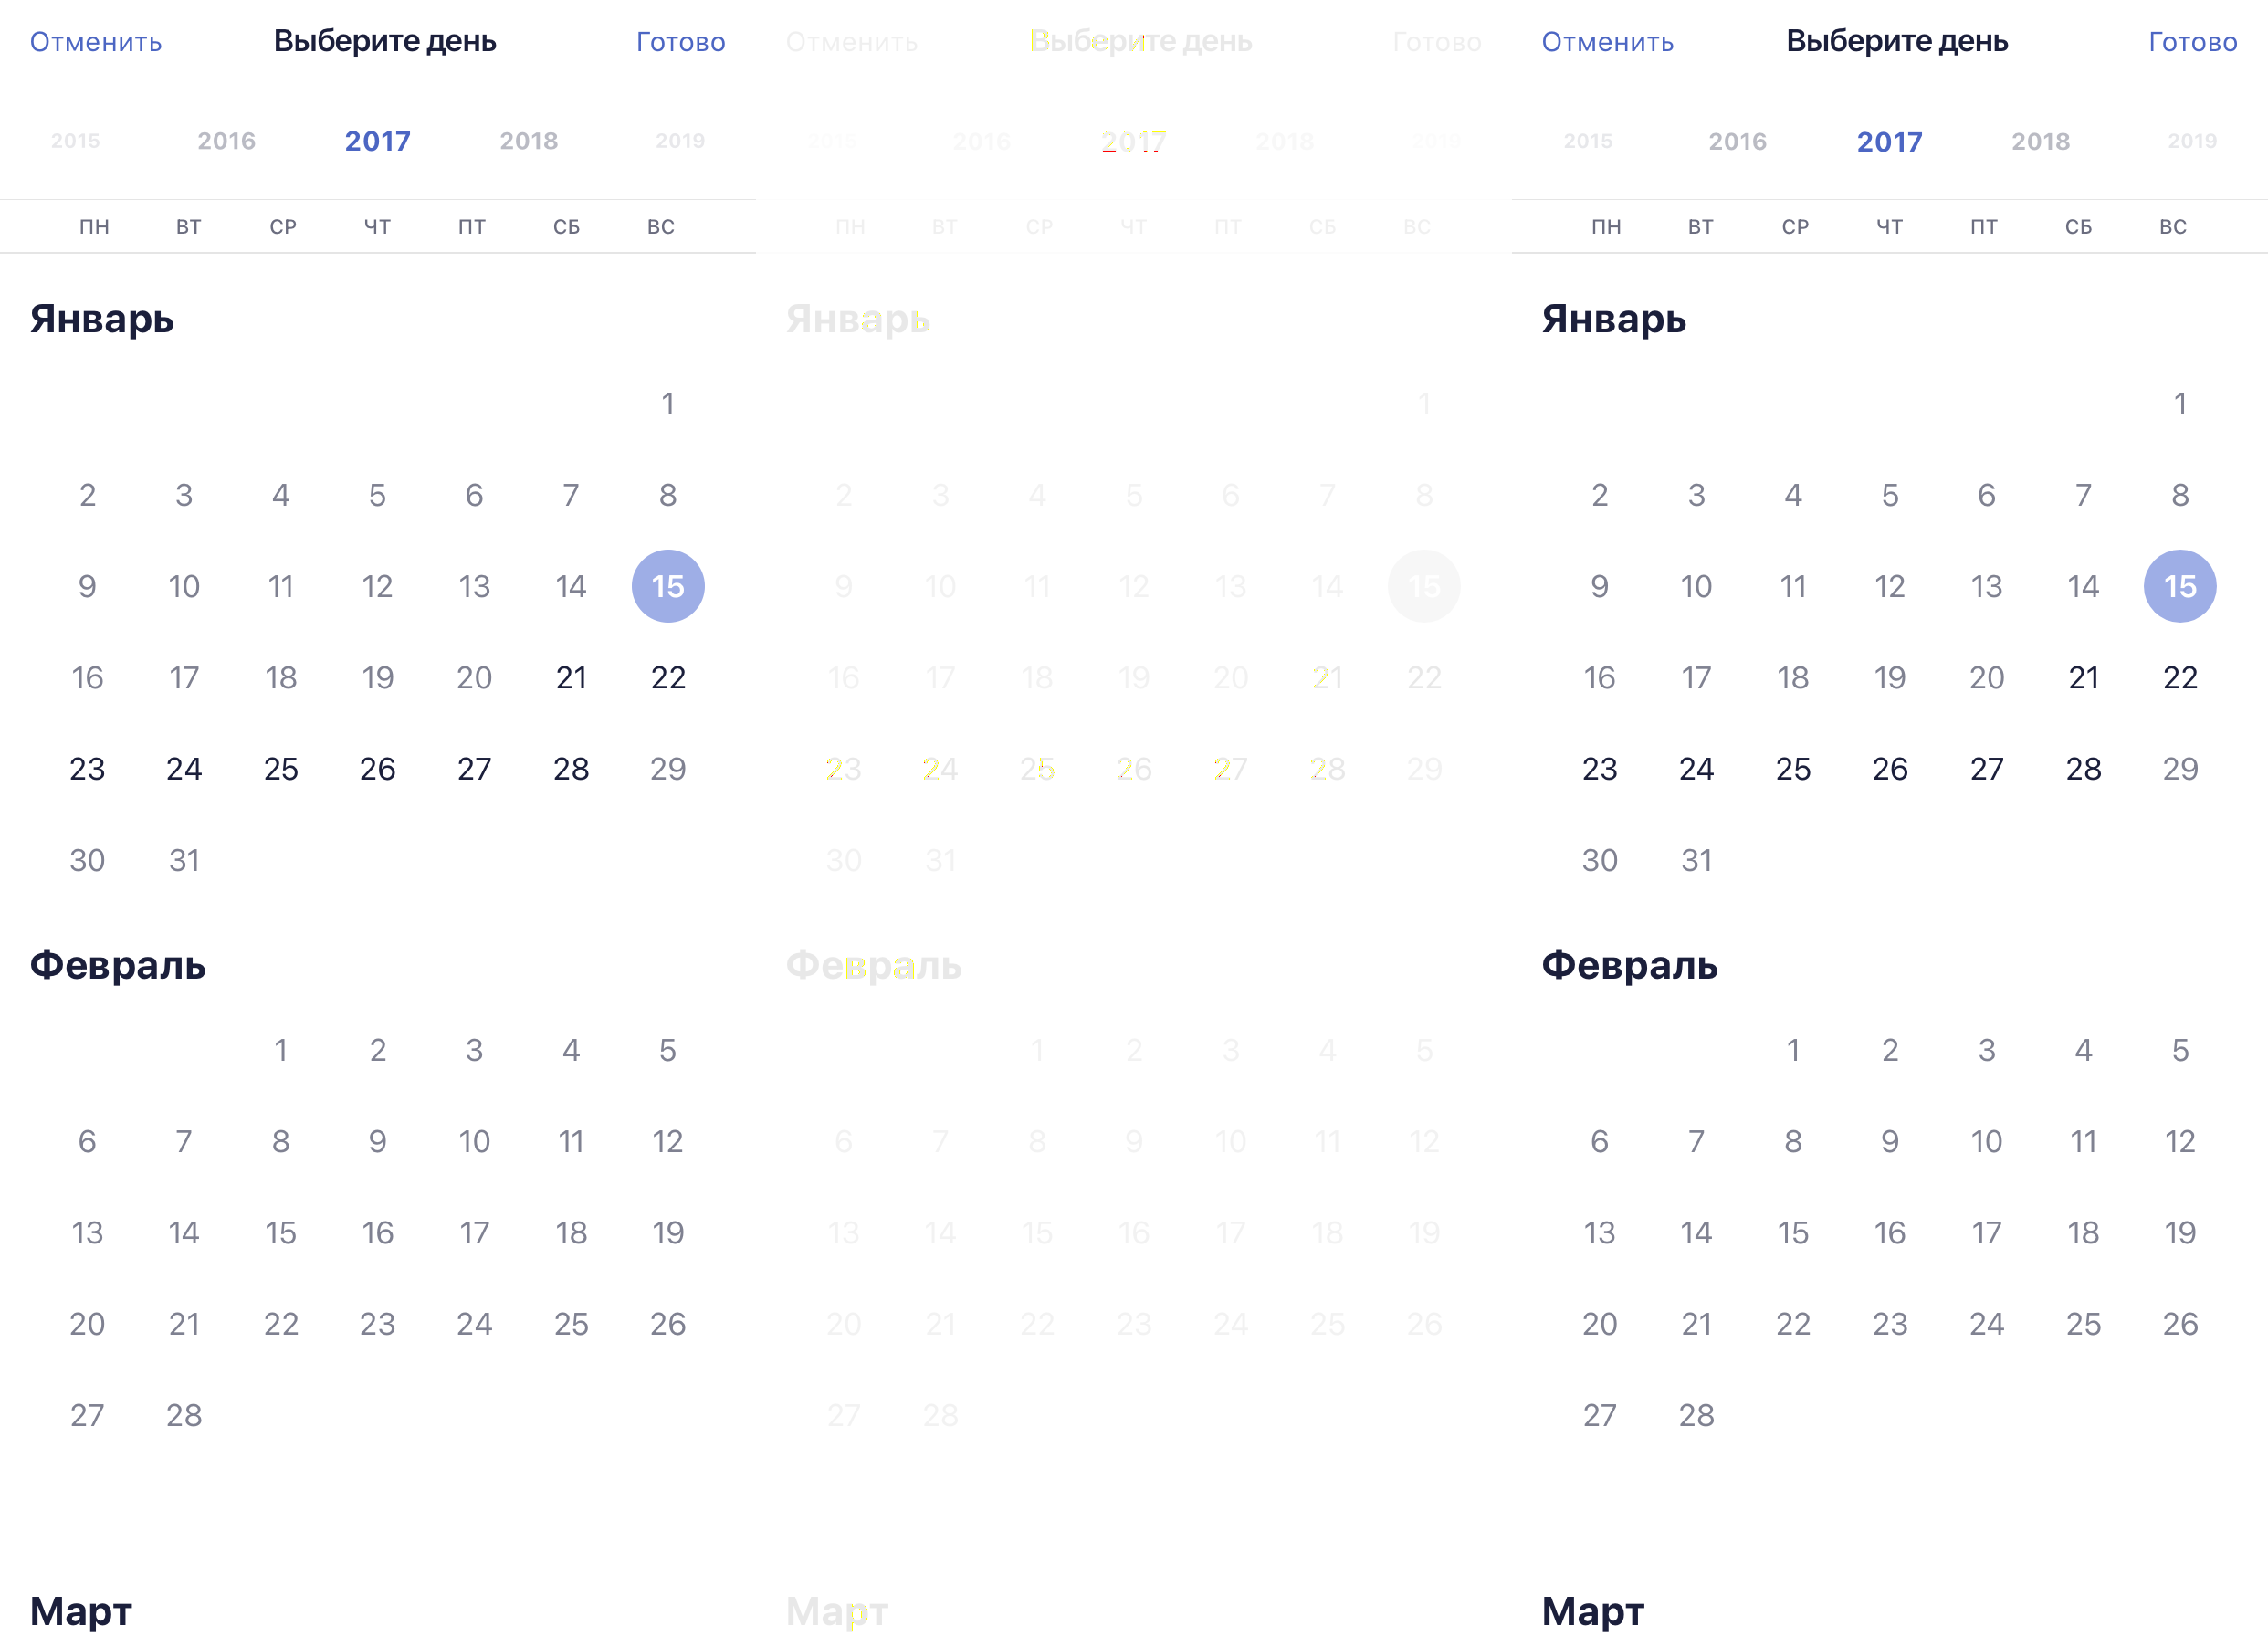 Отменить Выберите день Готово Отменить Выберите день Готово Отменить Выберите день Готово
2015 2016 2017 2018 2019 2015 2016 2017 2018 2019 2015 2016 2017 2018 2019
ПН ВТ СР ЧТ ПТ СБ ВС ПН ВТ СР ЧТ ПТ СБ ВС ПН ВТ СР ЧТ ПТ СБ ВС
Январь Январь Январь
1 1 1
2 3 4 5 6 7 8 2 3 4 5 6 7 8 2 3 4 5 6 7 8
9 10 11 12 13 14 15 9 10 11 12 13 14 15 9 10 11 12 13 14 15
16 17 18 19 20 21 22 16 17 18 19 20 21 22 16 17 18 19 20 21 22
23 24 25 26 27 28 29 23 24 25 26 27 28 29 23 24 25 26 27 28 29
30 31 30 31 30 31
Февраль Февраль Февраль
1 2 3 4 5 1 2 3 4 5 1 2 3 4 5
6 7 8 9 10 11 12 6 7 8 9 10 11 12 6 7 8 9 10 11 12
13 14 15 16 17 18 19 13 14 15 16 17 18 19 13 14 15 16 17 18 19
20 21 22 23 24 25 26 20 21 22 23 24 25 26 20 21 22 23 24 25 26
27 28 27 28 27 28
Март Март Март